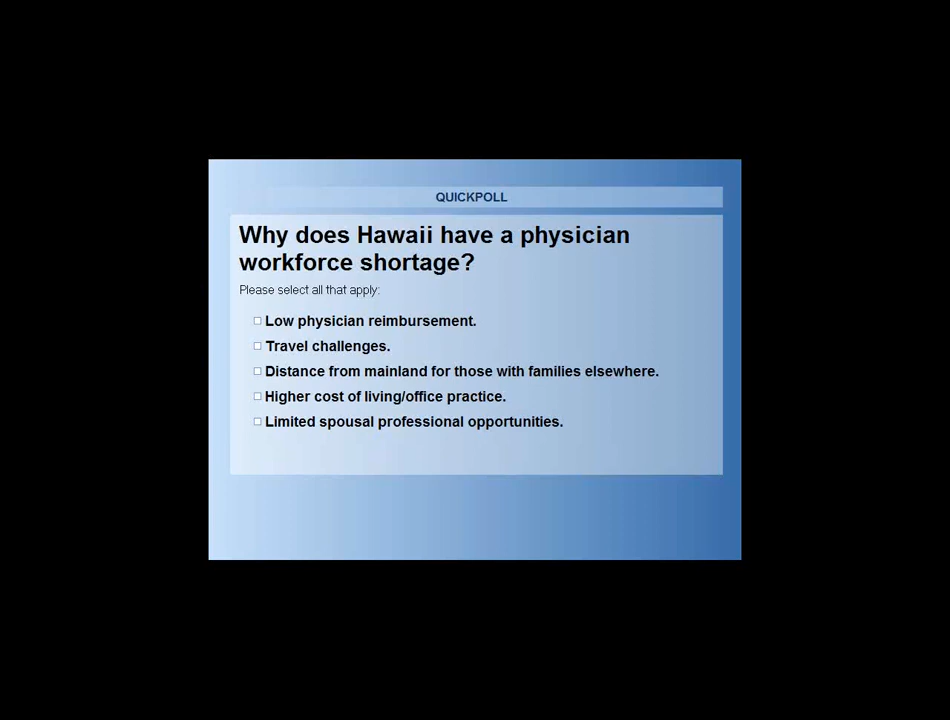 QUICKPOLL
Why does Hawaii have a physician
workforce shortage?
Please select all that apply:
Low physician reimbursement.
Travel challenges.
Distance from mainland for those with families elsewhere.
Higher cost of living/office practice.
Limited spousal professional opportunities.